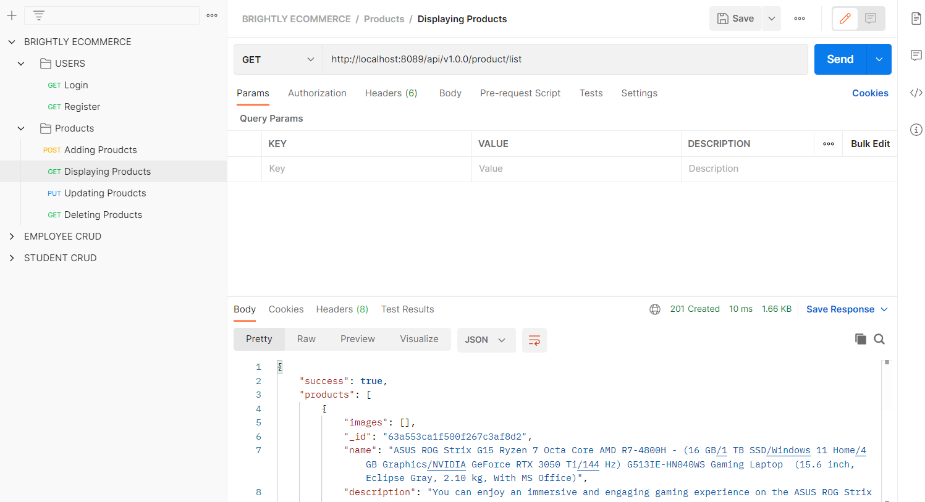 BRIGHTLY ECOMMERCE / Products / Displaying Products
Save
BRIGHTLY ECOMMERCE
USERS
GET Login
GET Register
Products
POST Adding Proudcts
GET Displaying Products
PUT Updating Proudcts
GET Deleting Products
EMPLOYEE CRUD
STUDENT CRUD
GET http://localhost:8089/api/v1.0.0/product/list
Send
Params Authorization Headers (6) Body Pre-request Script Tests Settings Cookies
Query Params
KEY VALUE DESCRIPTION Bulk Edit
Key Value Description
Body Cookies Headers (8) Test Results 201 Created 10 ms 1.66 KB Save Response
Pretty Raw Preview Visualize JSON
1 {
2 "success": true,
3 "products": [
4 {
5 "images": [],
6 "_id": "63a553ca1f580f267c3af8d2",
7 "name": "ASUS ROG Strix G15 Ryzen 7 Octa Core AMD R7-4800H - (16 GB/1 TB SSD/Windows 11 Home/4
GB Graphics/NVIDIA GeForce RTX 3050 Ti/144 Hz) G513IE-HN040WS Gaming Laptop (15.6 inch,
Eclipse Gray, 2.10 kg, With MS Office)",
8 "description": "You can enjoy an immersive and engaging gaming experience on the ASUS ROG Strix